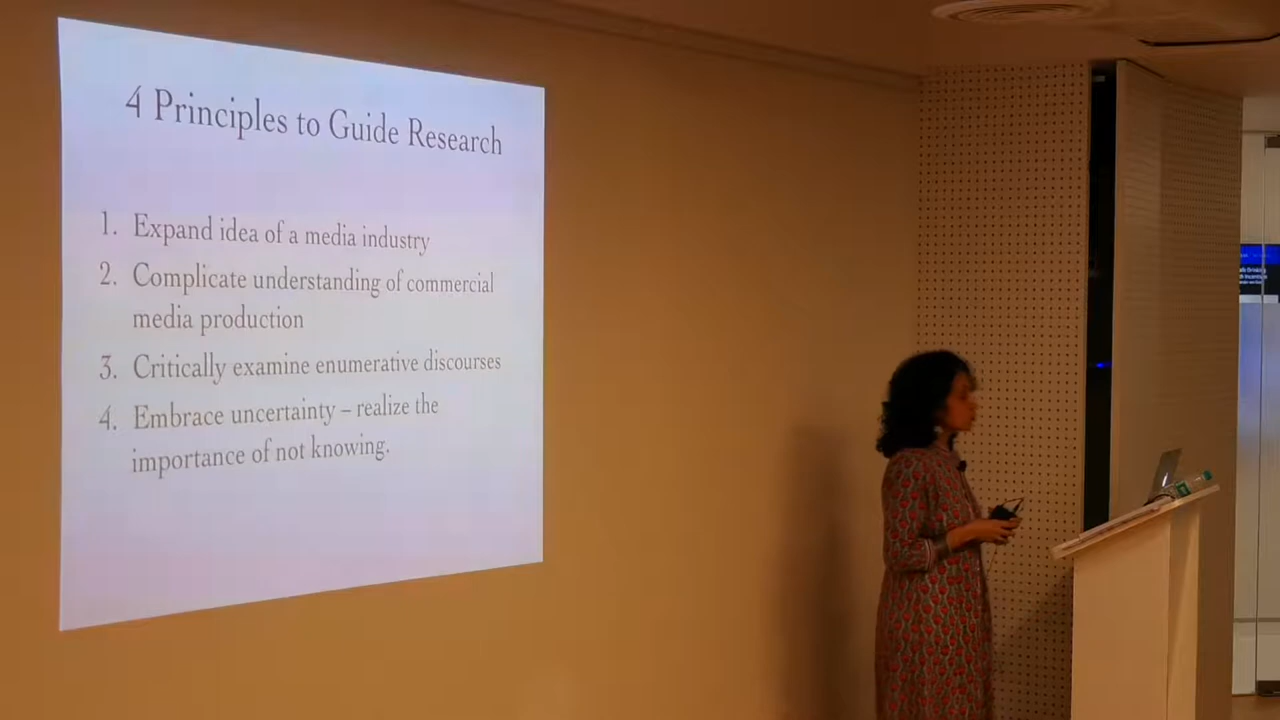 4 Principles to Guide Research
1. Expand idea of a media industry
2. Complicate understanding of commercial
media production
3. Critically examine enumerative discourses
4. Embrace uncertainty – realize the
importance of not knowing.